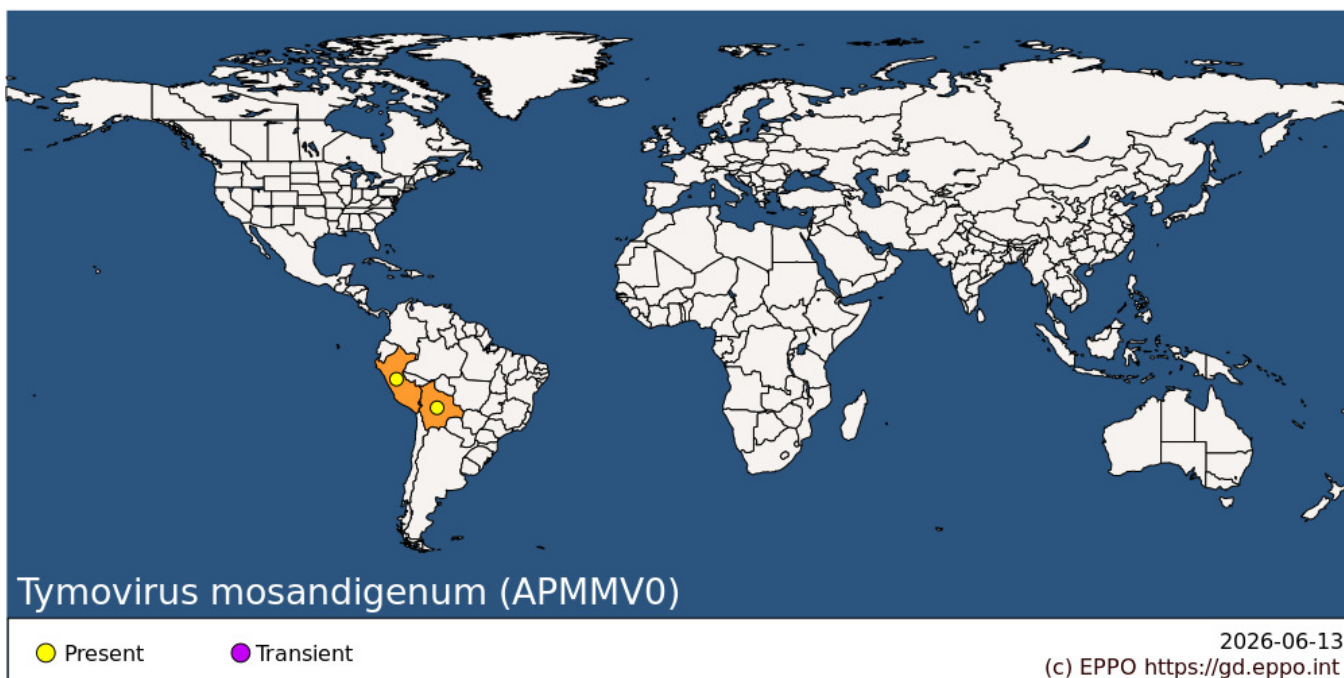 Tymovirus mosandigenum (APMMV0)
Present
Transient
2026-06-13
(c) EPPO https://gd.eppo.int